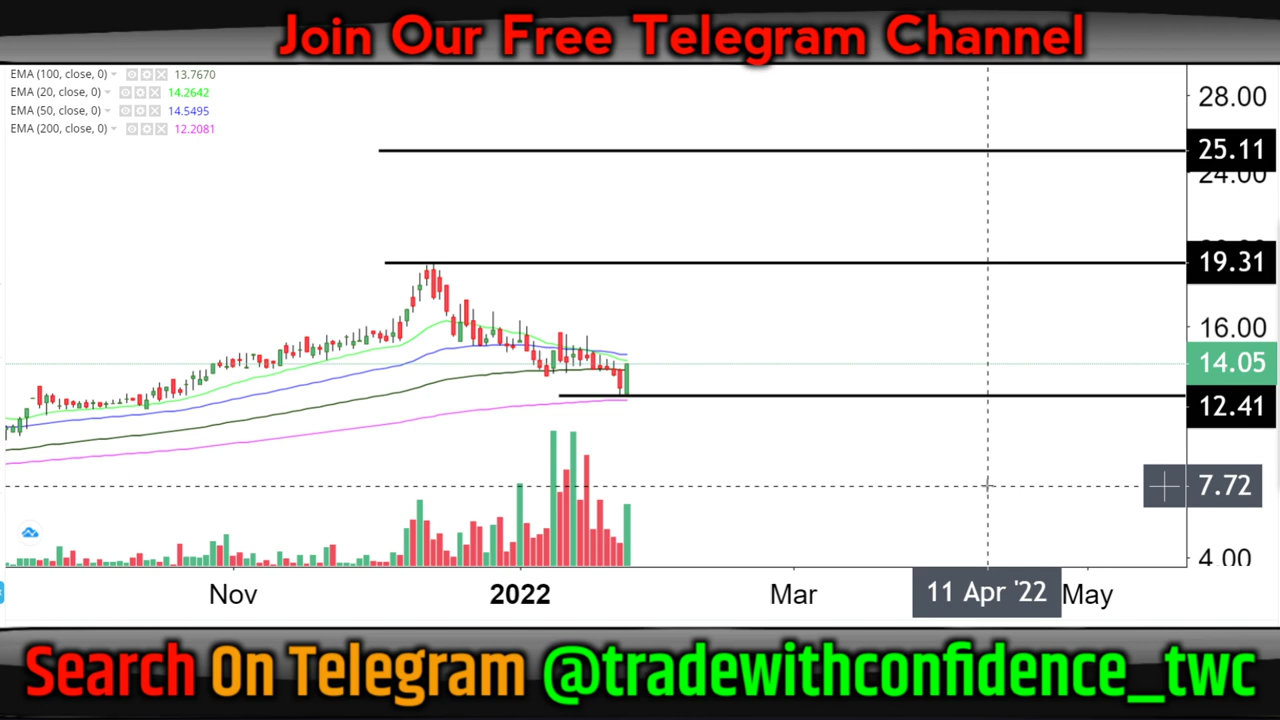 Join Our Free Telegram Channel
EMA (100, close, 0) 13.7670
EMA (20, close, 0) 14.2642
EMA (50, close, 0) 14.5495
EMA (200, close, 0) 12.2081
28.00
25.11
24.00
19.31
16.00
14.05
12.41
7.72
4.00
Nov 2022 Mar 11 Apr '22 May
Search On Telegram @tradewithconfidence_twc